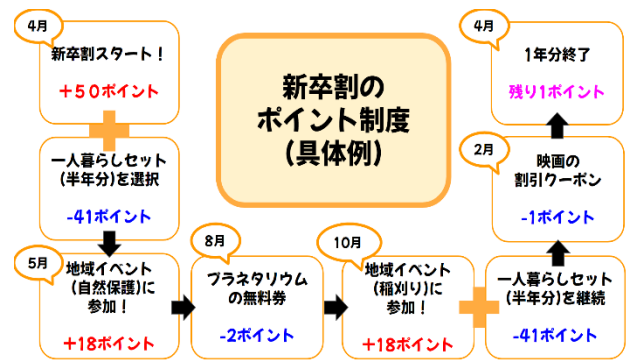 新卒割の
ポイント制度
(具体例)
4月
新卒割スタート！
+50ポイント
一人暮らしセット
(半年分)を選択
-41ポイント
5月
地域イベント
(自然保護)に
参加！
+18ポイント
8月
プラネタリウム
の無料券
-2ポイント
10月
地域イベント
(稲刈り)に
参加！
+18ポイント
一人暮らしセット
(半年分)を継続
-41ポイント
2月
映画の
割引クーポン
-1ポイント
4月
1年分終了
残り1ポイント